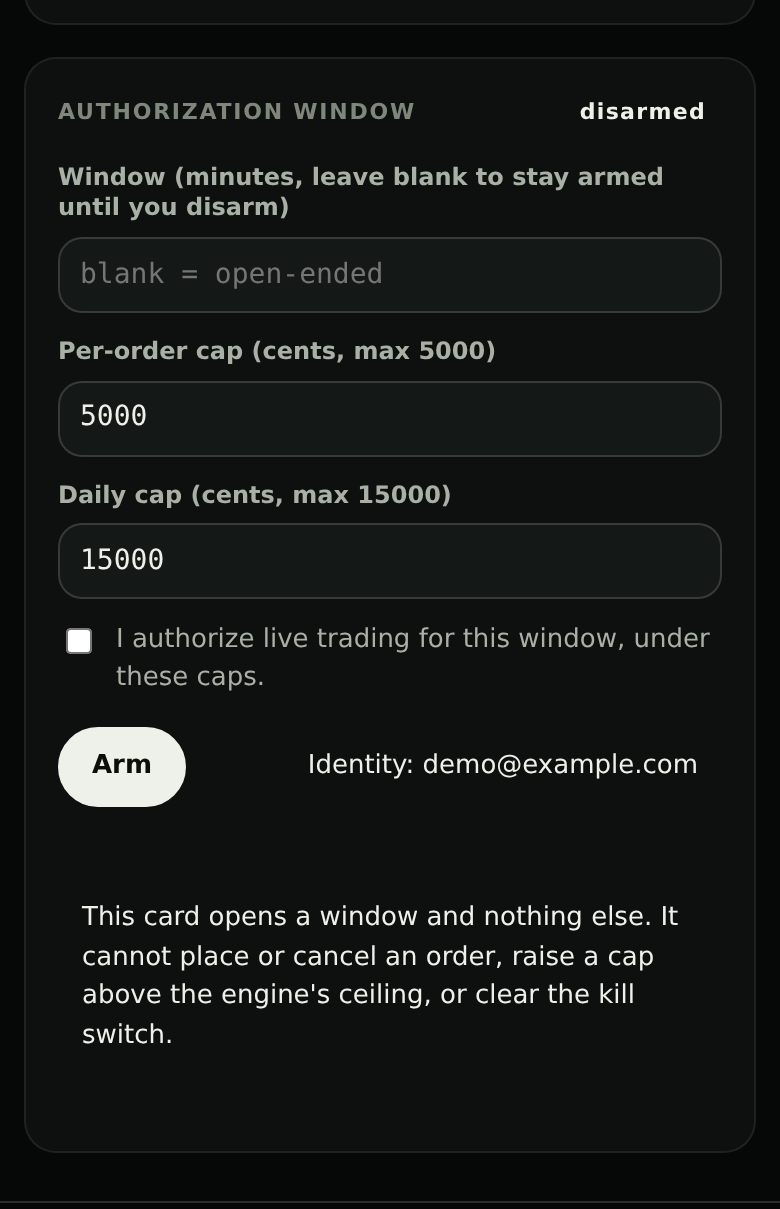 AUTHORIZATION WINDOW disarmed
Window (minutes, leave blank to stay armed
until you disarm)
blank = open-ended
Per-order cap (cents, max 5000)
5000
Daily cap (cents, max 15000)
15000
I authorize live trading for this window, under
these caps.
Arm Identity: demo@example.com
This card opens a window and nothing else. It
cannot place or cancel an order, raise a cap
above the engine's ceiling, or clear the kill
switch.